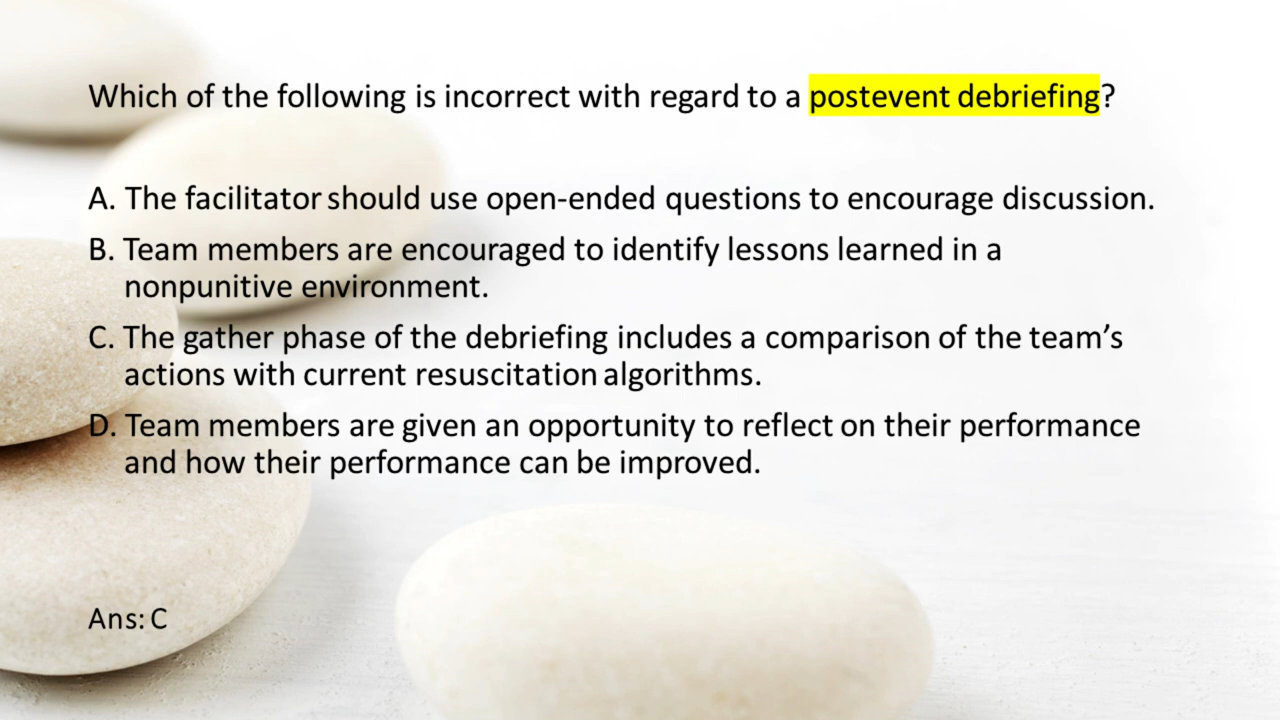 Which of the following is incorrect with regard to a postevent debriefing?
A. The facilitator should use open-ended questions to encourage discussion.
B. Team members are encouraged to identify lessons learned in a
nonpunitive environment.
C. The gather phase of the debriefing includes a comparison of the team’s
actions with current resuscitation algorithms.
D. Team members are given an opportunity to reflect on their performance
and how their performance can be improved.
Ans: C